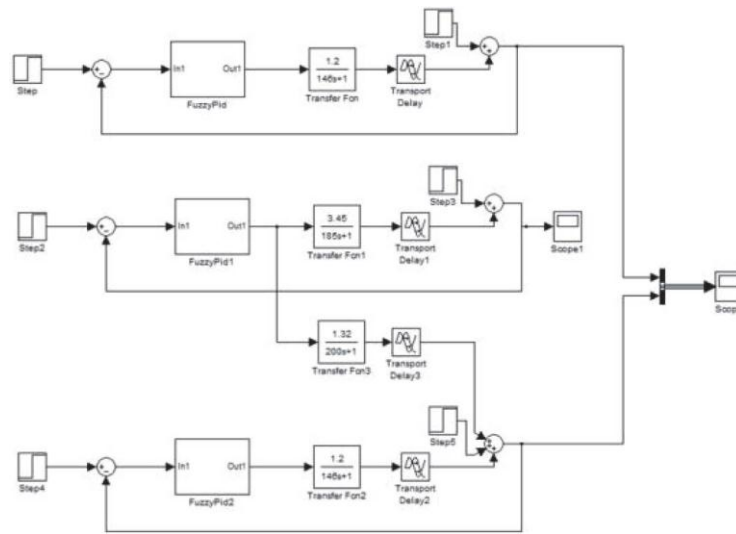 Step1
Step
In1
Out1
FuzzyPid
1.2
146s+1
Transfer Fcn
Transport
Delay
Step3
Step2
In1
Out1
FuzzyPID1
3.45
185s+1
Transfer Fcn1
Transport
Delay1
Scope1
Scop
1.32
200s+1
Transfer Fcn3
Transport
Delay3
Step5
Step4
In1
Out1
FuzzyPid2
1.2
146s+1
Transfer Fcn2
Transport
Delay2